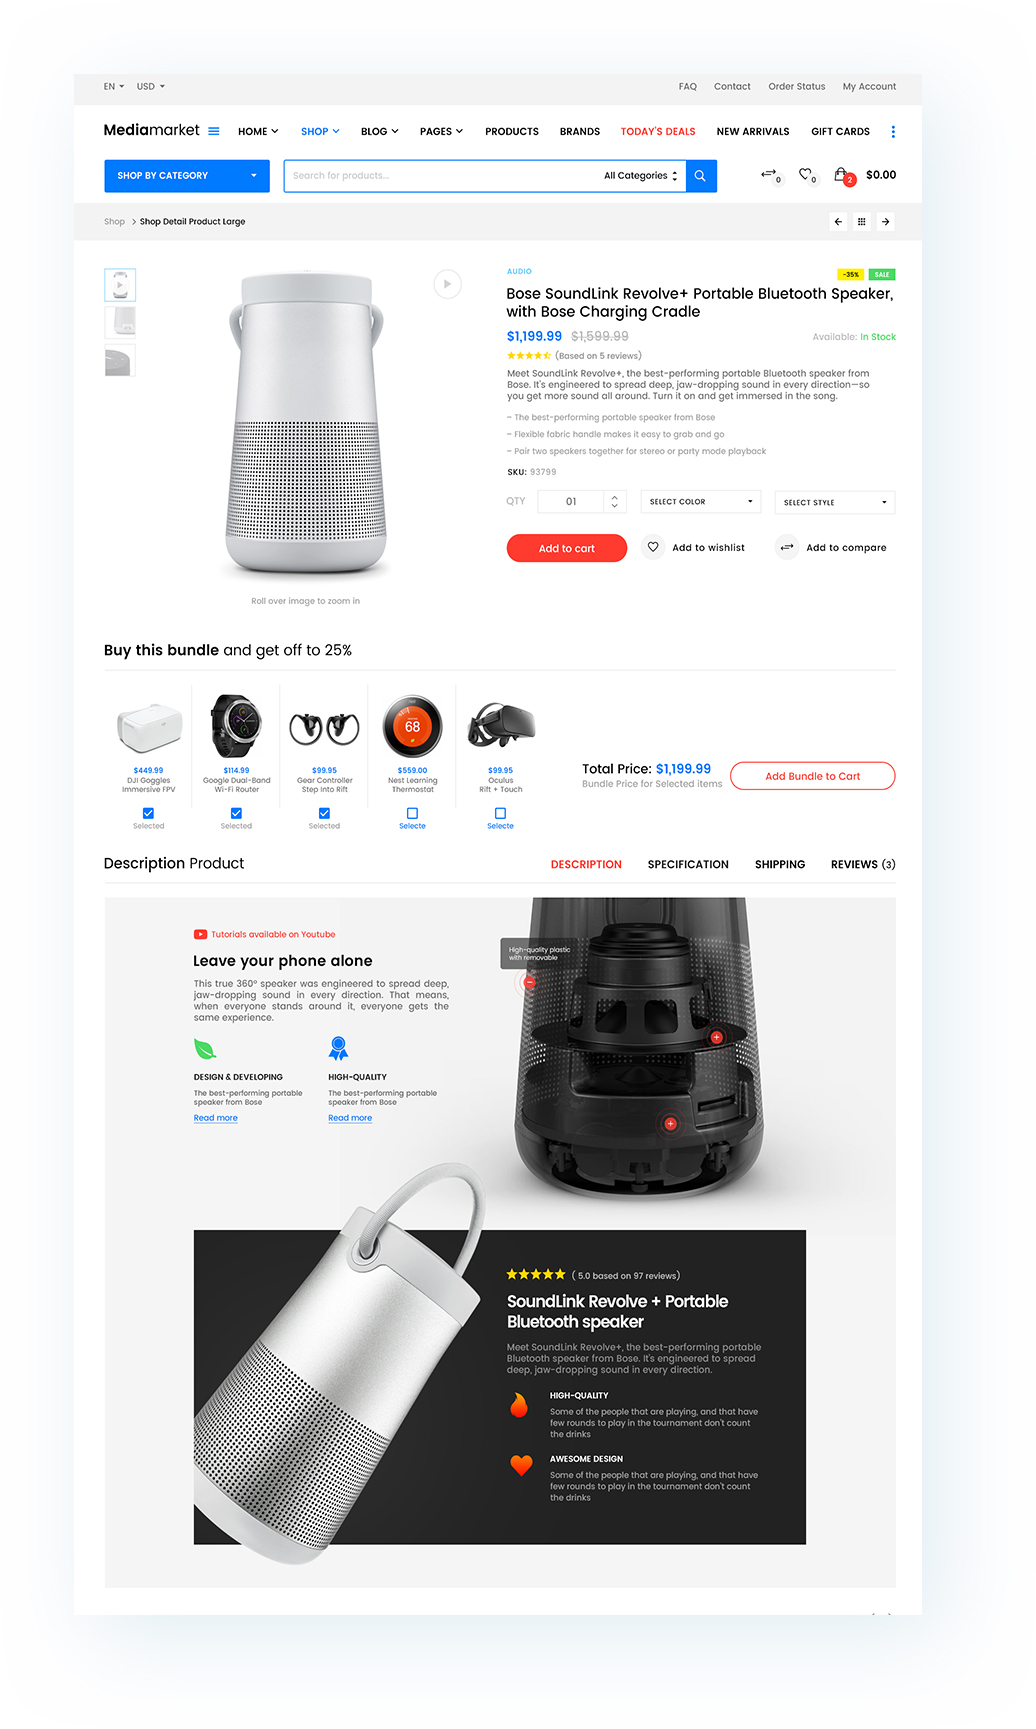 EN USD FAQ Contact Order Status My Account
Mediamarket HOME SHOP BLOG PAGES PRODUCTS BRANDS TODAY'S DEALS NEW ARRIVALS GIFT CARDS
SHOP BY CATEGORY Search for products... All Categories 0 0 2 $0.00
Shop > Shop Detail Product Large
AUDIO -35% SALE
Bose SoundLink Revolve+ Portable Bluetooth Speaker,
with Bose Charging Cradle
$1,199.99 $1,599.99 Available: In Stock
(Based on 5 reviews)
Meet SoundLink Revolve+, the best-performing portable Bluetooth speaker from
Bose. It's engineered to spread deep, jaw-dropping sound in every direction—so
you get more sound all around. Turn it on and get immersed in the song.
– The best-performing portable speaker from Bose
– Flexible fabric handle makes it easy to grab and go
– Pair two speakers together for stereo or party mode playback
SKU: 93799
QTY 01 SELECT COLOR SELECT STYLE
Add to cart Add to wishlist Add to compare
Roll over image to zoom in
Buy this bundle and get off to 25%
68
$449.99
DJI Goggles
Immersive FPV
Selected
$114.99
Google Dual-Band
Wi-Fi Router
Selected
$99.95
Gear Controller
Step Into Rift
Selected
$559.00
Nest Learning
Thermostat
Selecte
$99.95
Oculus
Rift + Touch
Selecte
Total Price: $1,199.99
Bundle Price for Selected items
Add Bundle to Cart
Description Product DESCRIPTION SPECIFICATION SHIPPING REVIEWS (3)
Tutorials available on Youtube
Leave your phone alone
This true 360° speaker was engineered to spread deep,
jaw-dropping sound in every direction. That means,
when everyone stands around it, everyone gets the
same experience.
DESIGN & DEVELOPING
The best-performing portable
speaker from Bose
Read more
HIGH-QUALITY
The best-performing portable
speaker from Bose
Read more
High-quality plastic
with removable
( 5.0 based on 97 reviews)
SoundLink Revolve + Portable
Bluetooth speaker
Meet SoundLink Revolve+, the best-performing portable
Bluetooth speaker from Bose. It's engineered to spread
deep, jaw-dropping sound in every direction.
HIGH-QUALITY
Some of the people that are playing, and that have
few rounds to play in the tournament don't count
the drinks
AWESOME DESIGN
Some of the people that are playing, and that have
few rounds to play in the tournament don't count
the drinks